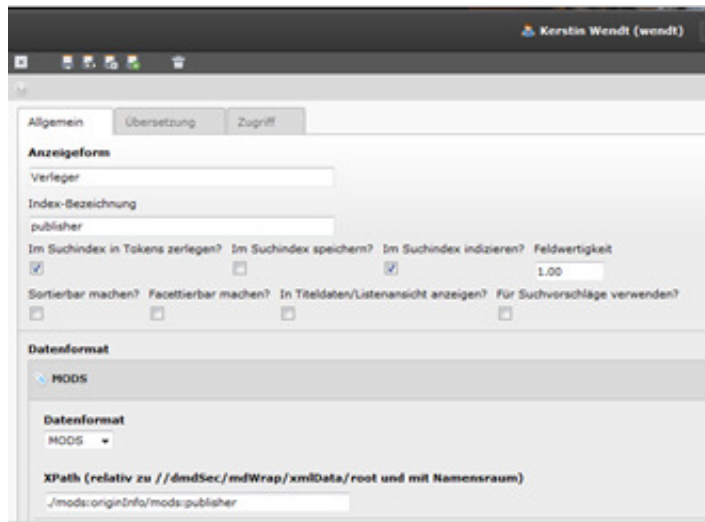 Kerstin Wendt (wendt)
Allgemein Übersetzung Zugriff
Anzeigeform
Verleger
Index-Bezeichnung
publisher
Im Suchindex in Tokens zerlegen? Im Suchindex speichern? Im Suchindex indizieren? Feldwertigkeit
1.00
Sortierbar machen? Facettierbar machen? In Titeldaten/Listenansicht anzeigen? Für Suchvorschläge verwenden?
Datenformat
MODS
Datenformat
MODS
XPath (relativ zu //dmdSec/mdWrap/xmlData/root und mit Namensraum)
./mods:originInfo/mods:publisher